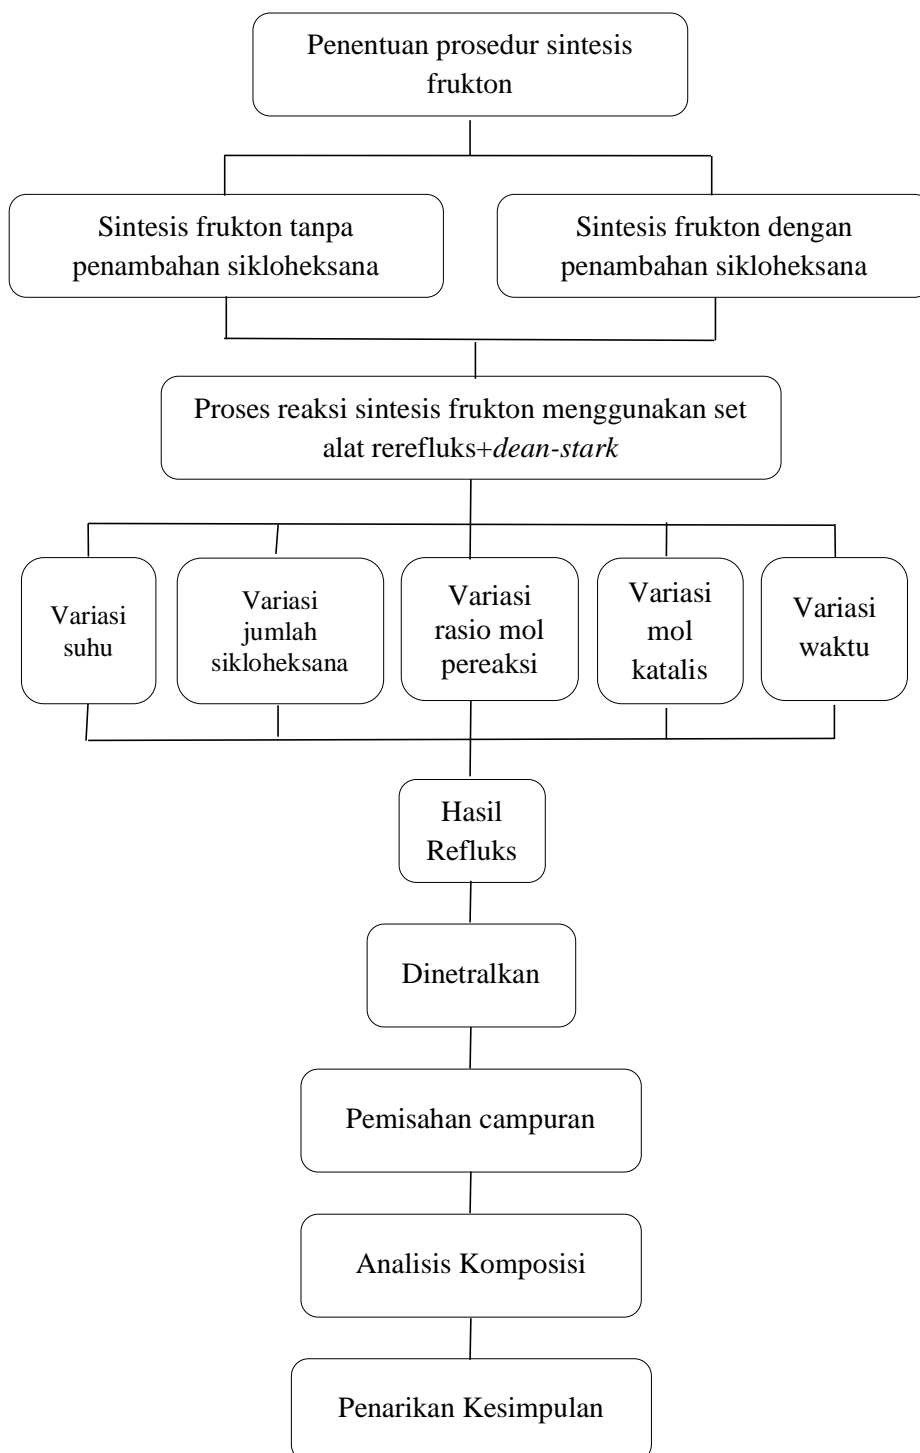 Penentuan prosedur sintesis
frukton
Sintesis frukton tanpa
penambahan sikloheksana
Sintesis frukton dengan
penambahan sikloheksana
Proses reaksi sintesis frukton menggunakan set
alat rerefluks+dean-stark
Variasi
suhu
Variasi
jumlah
sikloheksana
Variasi
rasio mol
pereaksi
Variasi
mol
katalis
Variasi
waktu
Hasil
Refluks
Dinetralkan
Pemisahan campuran
Analisis Komposisi
Penarikan Kesimpulan